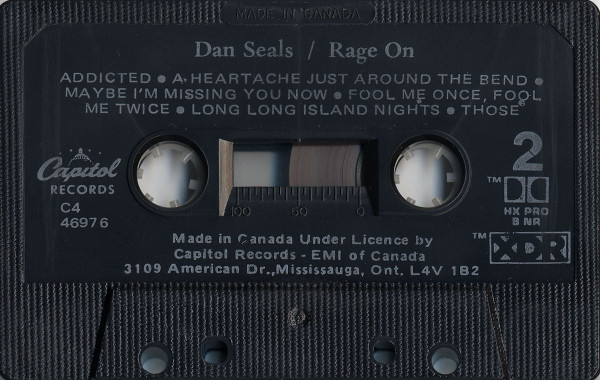 MADE IN CANADA
Dan Seals / Rage On
ADDICTED • A HEARTACHE JUST AROUND THE BEND •
MAYBE I'M MISSING YOU NOW • FOOL ME ONCE, FOOL
ME TWICE • LONG LONG ISLAND NIGHTS • THOSE
Capitol
RECORDS
C4
46976
2
™
HX PRO
B NR
100 50 0
Made in Canada Under Licence by
Capitol Records - EMI of Canada
3109 American Dr.,Mississauga, Ont. L4V 1B2
™XDR